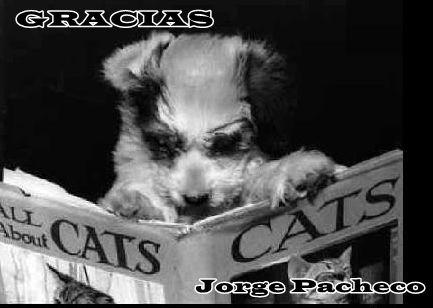 GRACIAS
ALL
About CATS
CATS
Jorge Pacheco